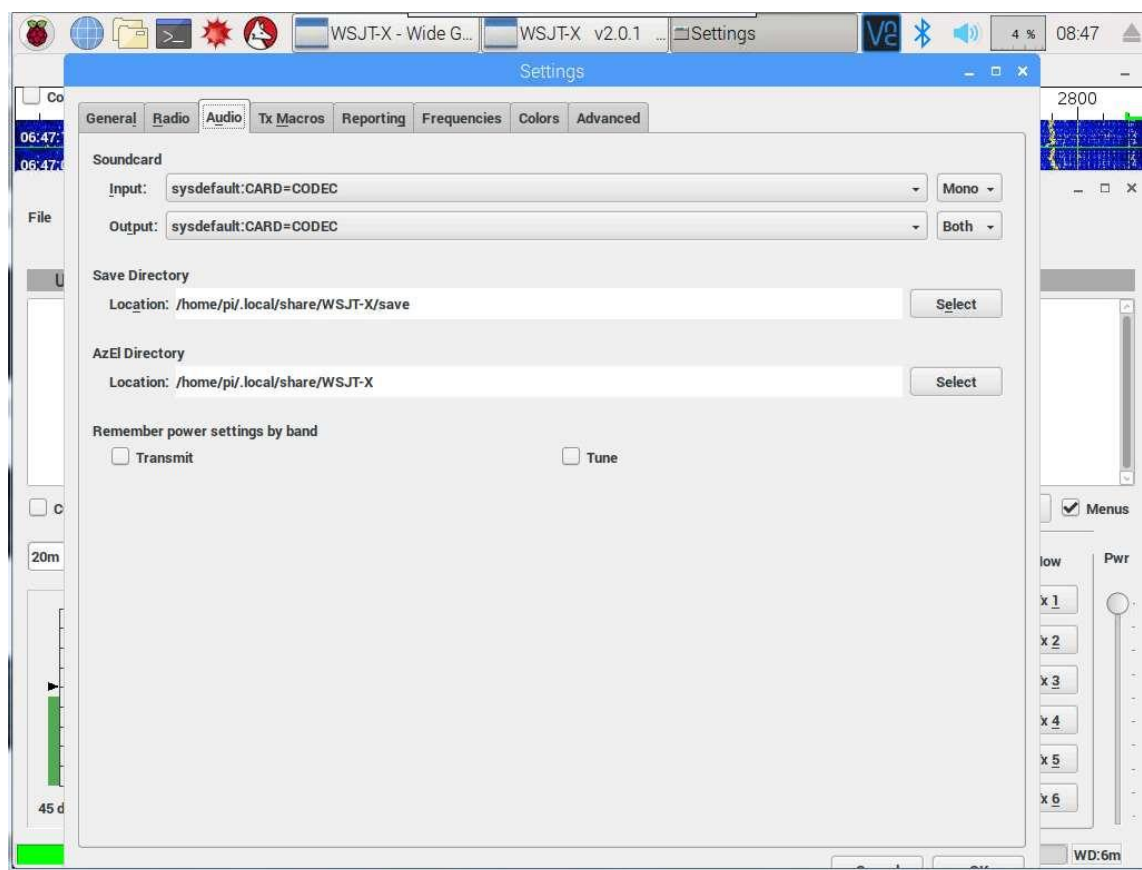 WSJT-X - Wide G...
WSJT-X v2.0.1 ...
Settings
4 %
08:47
Settings
Co
2800
General
Radio
Audio
Tx Macros
Reporting
Frequencies
Colors
Advanced
06:47:
06:47:
Soundcard
Input: sysdefault:CARD=CODEC Mono
File
Output: sysdefault:CARD=CODEC Both
Save Directory
Location: /home/pi/.local/share/WSJT-X/save Select
AzEl Directory
Location: /home/pi/.local/share/WSJT-X Select
Remember power settings by band
Transmit
Tune
Menus
20m
Pwr
x 1
x 2
x 3
x 4
x 5
x 6
45 d
WD:6m